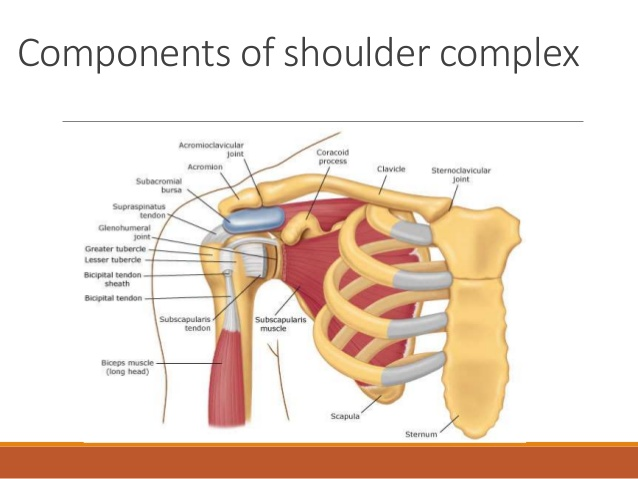 Components of shoulder complex
Acromioclavicular
joint
Acromion
Subacromial
bursa
Supraspinatus
tendon
Glenohumeral
joint
Greater tubercle
Lesser tubercle
Bicipital tendon
sheath
Bicipital tendon
Subscapularis
tendon
Biceps muscle
(long head)
Coracoid
process
Clavicle
Sternoclavicular
joint
Subscapularis
muscle
Scapula
Sternum